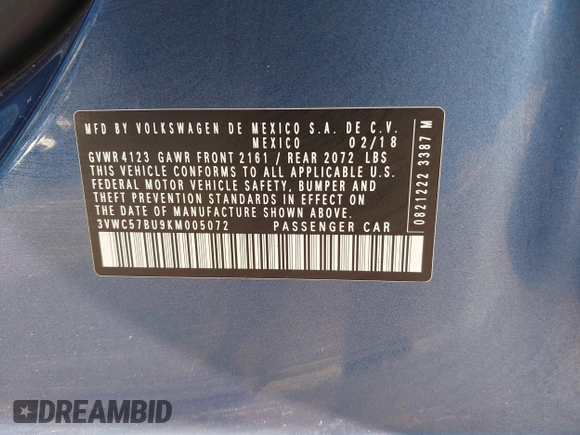 MFD BY VOLKSWAGEN DE MEXICO S.A. DE C.V.
MEXICO 02/18
GVWR 4123 GAWR FRONT 2161 / REAR 2072 LBS
THIS VEHICLE CONFORMS TO ALL APPLICABLE U.S.
FEDERAL MOTOR VEHICLE SAFETY, BUMPER AND
THEFT PREVENTION STANDARDS IN EFFECT ON
THE DATE OF MANUFACTURE SHOWN ABOVE.
3VWC57BU9KM005072 PASSENGER CAR
0821222 3387 M
DREAMBID